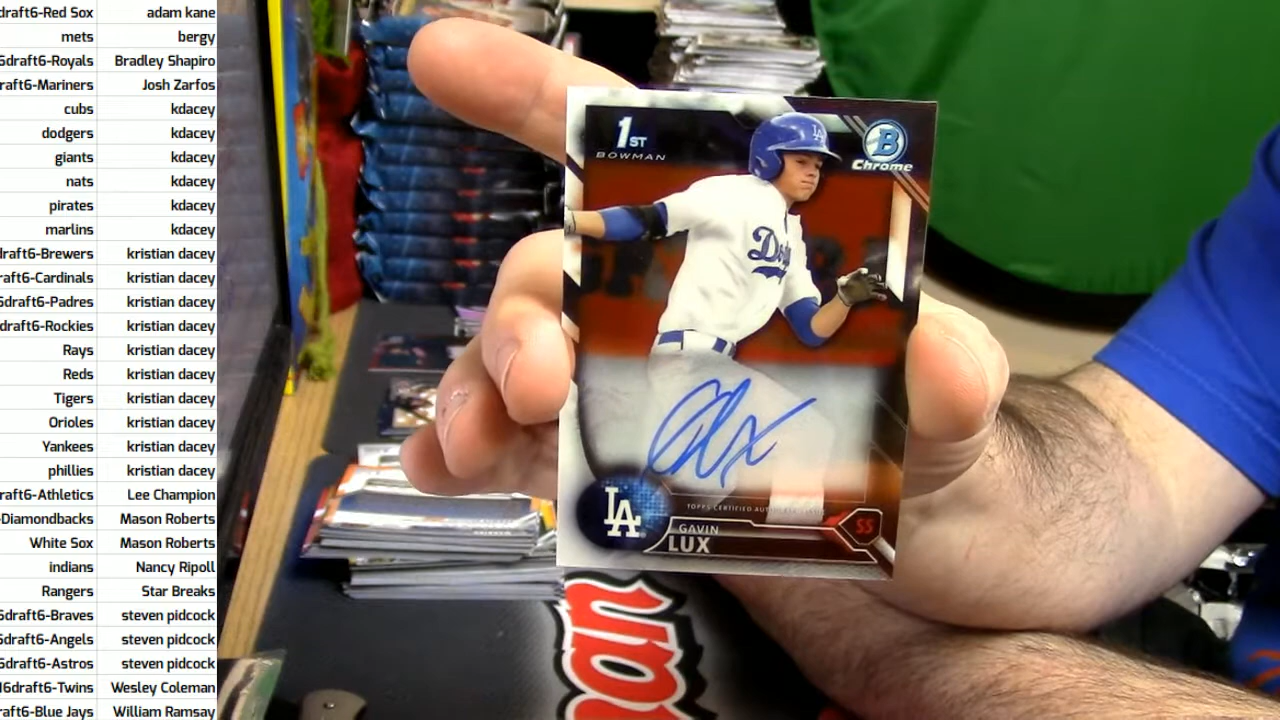 draft6-Red Sox adam kane
mets bergy
6draft6-Royals Bradley Shapiro
raft6-Mariners Josh Zarfos
cubs kdacey
dodgers kdacey
giants kdacey
nats kdacey
pirates kdacey
marlins kdacey
draft6-Brewers kristian dacey
raft6-Cardinals kristian dacey
6draft6-Padres kristian dacey
draft6-Rockies kristian dacey
Rays kristian dacey
Reds kristian dacey
Tigers kristian dacey
Orioles kristian dacey
Yankees kristian dacey
phillies kristian dacey
raft6-Athletics Lee Champion
-Diamondbacks Mason Roberts
White Sox Mason Roberts
indians Nancy Ripoll
Rangers Star Breaks
6draft6-Braves steven pidcock
6draft6-Angels steven pidcock
6draft6-Astros steven pidcock
16draft6-Twins Wesley Coleman
raft6-Blue Jays William Ramsay
1ST
BOWMAN
B
Chrome
LA
TOPPS CERTIFIED
LA
GAVIN
LUX
SS